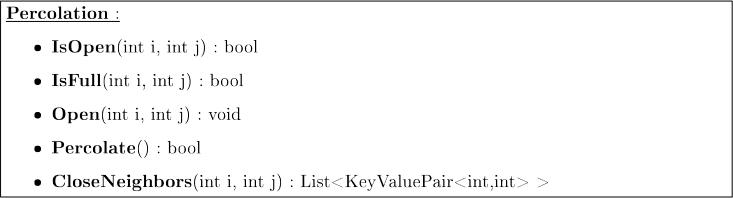 Percolation :
• IsOpen(int i, int j) : bool
• IsFull(int i, int j) : bool
• Open(int i, int j) : void
• Percolate() : bool
• CloseNeighbors(int i, int j) : List<KeyValuePair<int,int> >